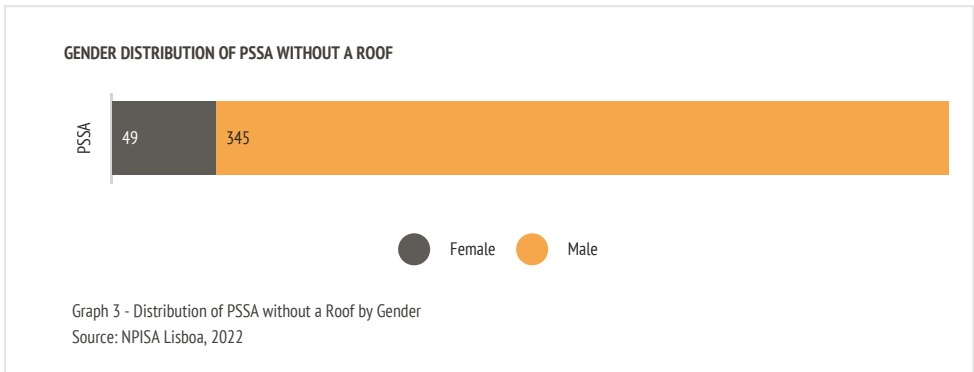 GENDER DISTRIBUTION OF PSSA WITHOUT A ROOF
PSSA
49
345
Female
Male
Graph 3 - Distribution of PSSA without a Roof by Gender
Source: NPISA Lisboa, 2022